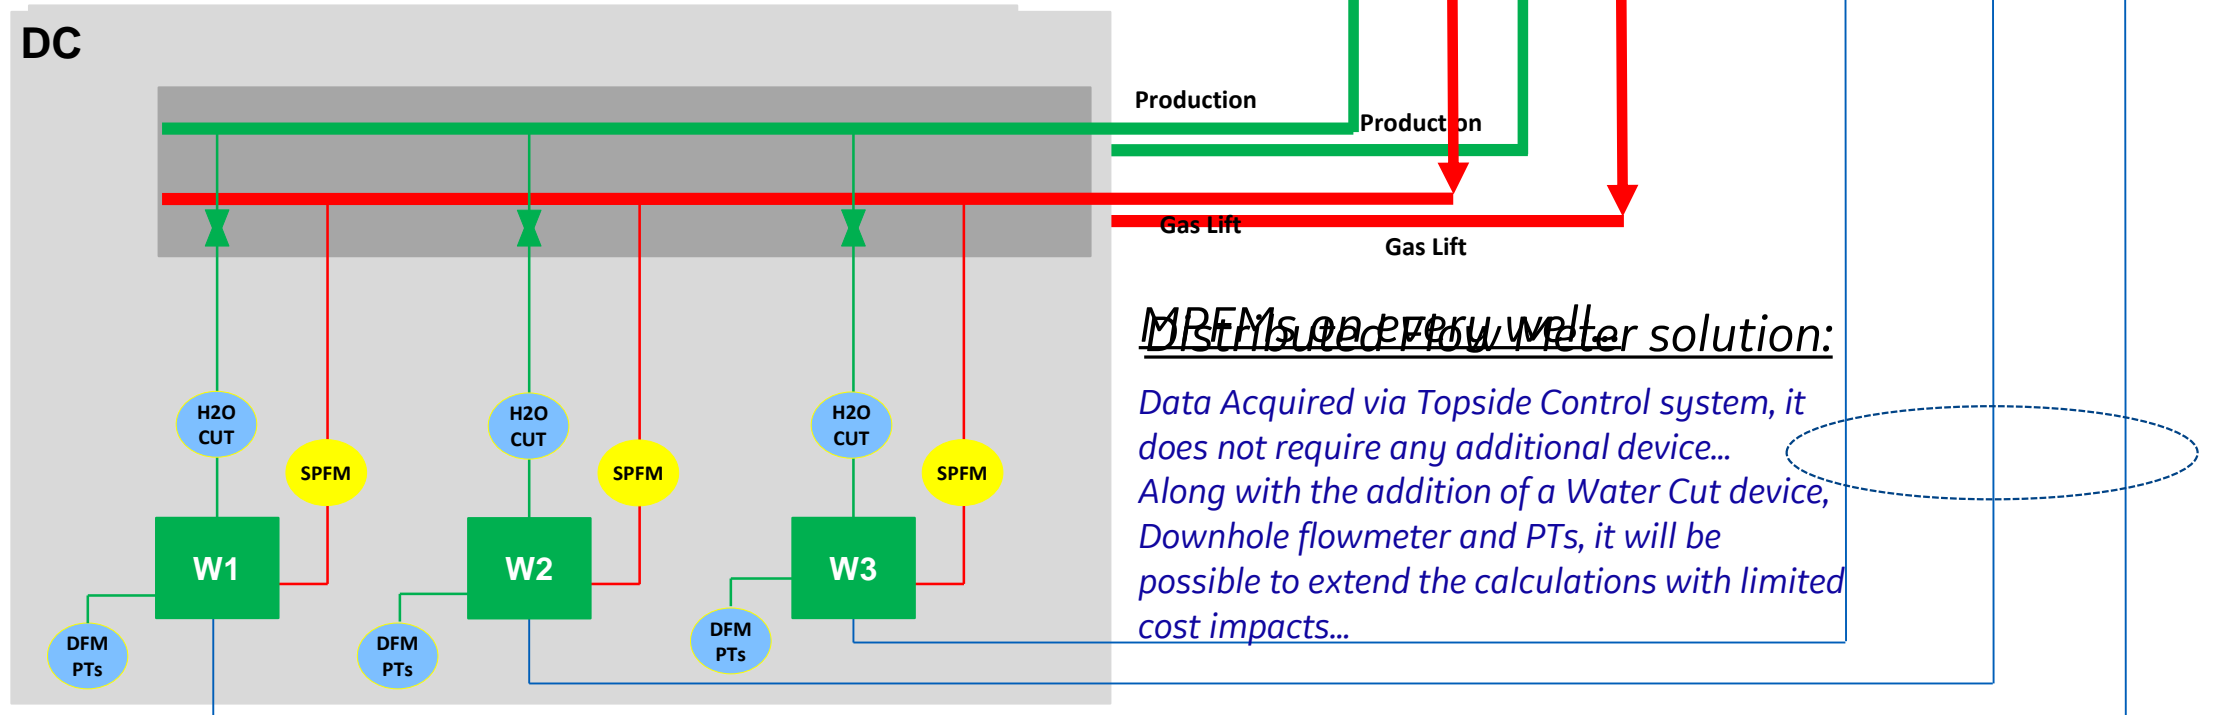 DC
Production
Production
Gas Lift
Gas Lift
MPFMs on every well...
Distributed Flow Meter solution:
H2O
CUT
H2O
CUT
H2O
CUT
SPFM
SPFM
SPFM
Data Acquired via Topside Control system, it
does not require any additional device...
Along with the addition of a Water Cut device,
Downhole flowmeter and PTs, it will be
possible to extend the calculations with limited
cost impacts...
W1
W2
W3
DFM
PTs
DFM
PTs
DFM
PTs